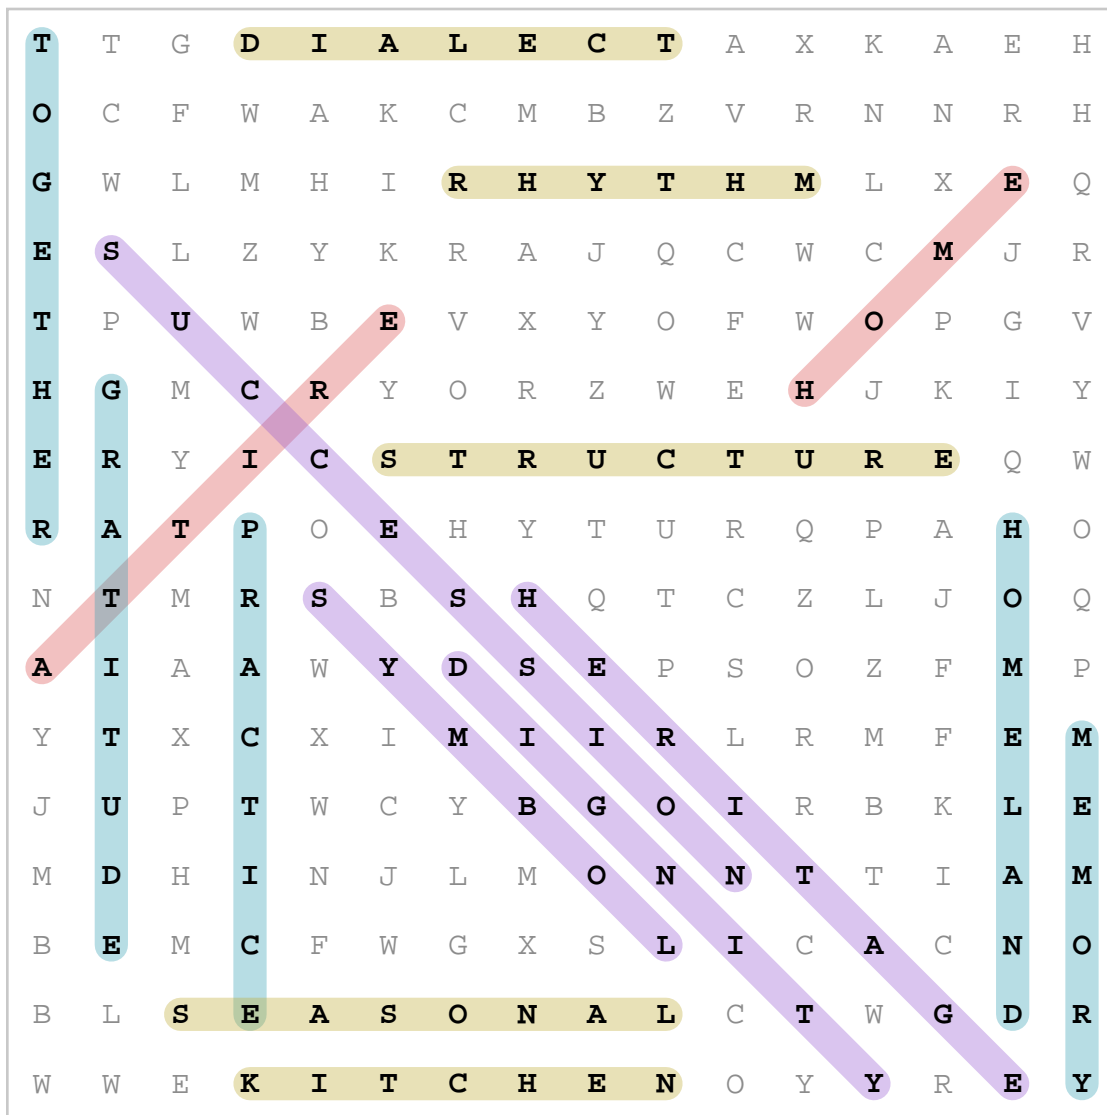 T T G D I A L E C T A X K A E H
O C F W A K C M B Z V R N N R H
G W L M H I R H Y T H M L X E Q
E S L Z Y K R A J Q C W C M J R
T P U W B E V X Y O F W O P G V
H G M C R Y O R Z W E H J K I Y
E R Y I C S T R U C T U R E Q W
R A T P O E H Y T U R Q P A H O
N T M R S B S H Q T C Z L J O Q
A I A A W Y D S E P S O Z F M P
Y T X C X I M I I R L R M F E M
J U P T W C Y B G O I R B K L E
M D H I N J L M O N N T T I A M
B E M C F W G X S L I C A C N O
B L S E A S O N A L C T W G D R
W W E K I T C H E N O Y Y R E Y